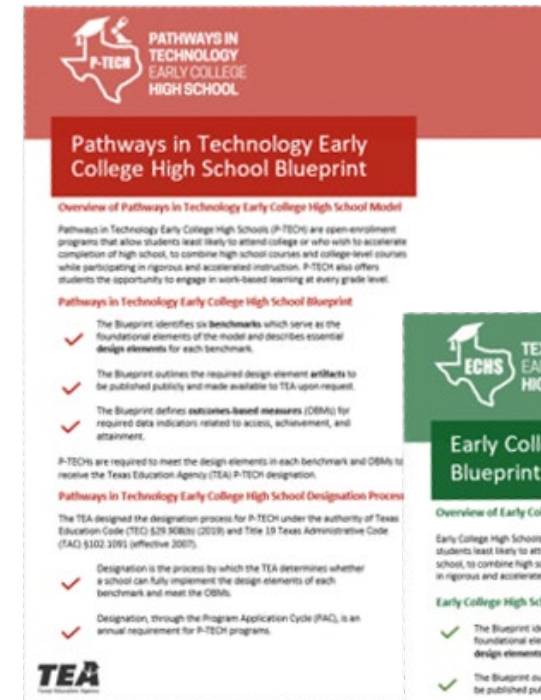 P-TECH
PATHWAYS IN
TECHNOLOGY
EARLY COLLEGE
HIGH SCHOOL
Pathways in Technology Early
College High School Blueprint
Overview of Pathways in Technology Early College High School Model
Pathways in Technology Early College High Schools (P-TECH) are open-enrollment
programs that allow students least likely to attend college or who wish to accelerate
completion of high school, to combine high school courses and college-level courses
while participating in rigorous and accelerated instruction. P-TECH also offers
students the opportunity to engage in work-based learning at every grade level.
Pathways in Technology Early College High School Blueprint
The Blueprint identifies six benchmarks which serve as the
foundational elements of the model and describes essential
design elements for each benchmark.
The Blueprint outlines the required design element artifacts to
be published publicly and made available to TEA upon request.
The Blueprint defines outcomes-based measures (OBMs) for
required data indicators related to access, achievement, and
attainment.
P-TECHs are required to meet the design elements in each benchmark and OBMs to
receive the Texas Education Agency (TEA) P-TECH designation.
Pathways in Technology Early College High School Designation Process
The TEA designed the designation process for P-TECH under the authority of Texas
Education Code (TEC) §29.908(b) (2019) and Title 19 Texas Administrative Code
(TAC) §102.1091 (effective 2007).
Designation is the process by which the TEA determines whether
a school can fully implement the design elements of each
benchmark and meet the OBMs.
Designation, through the Program Application Cycle (PAC), is an
annual requirement for P-TECH programs.
TEA
Texas Education Agency
ECHS
TE
EA
HI
Early Coll
Blueprint
Overview of Early Co
Early College High Schools
students least likely to att
school, to combine high s
in rigorous and accelerate
Early College High Sc
The Blueprint id
foundational ele
design elements
The Blueprint ou
be published pu